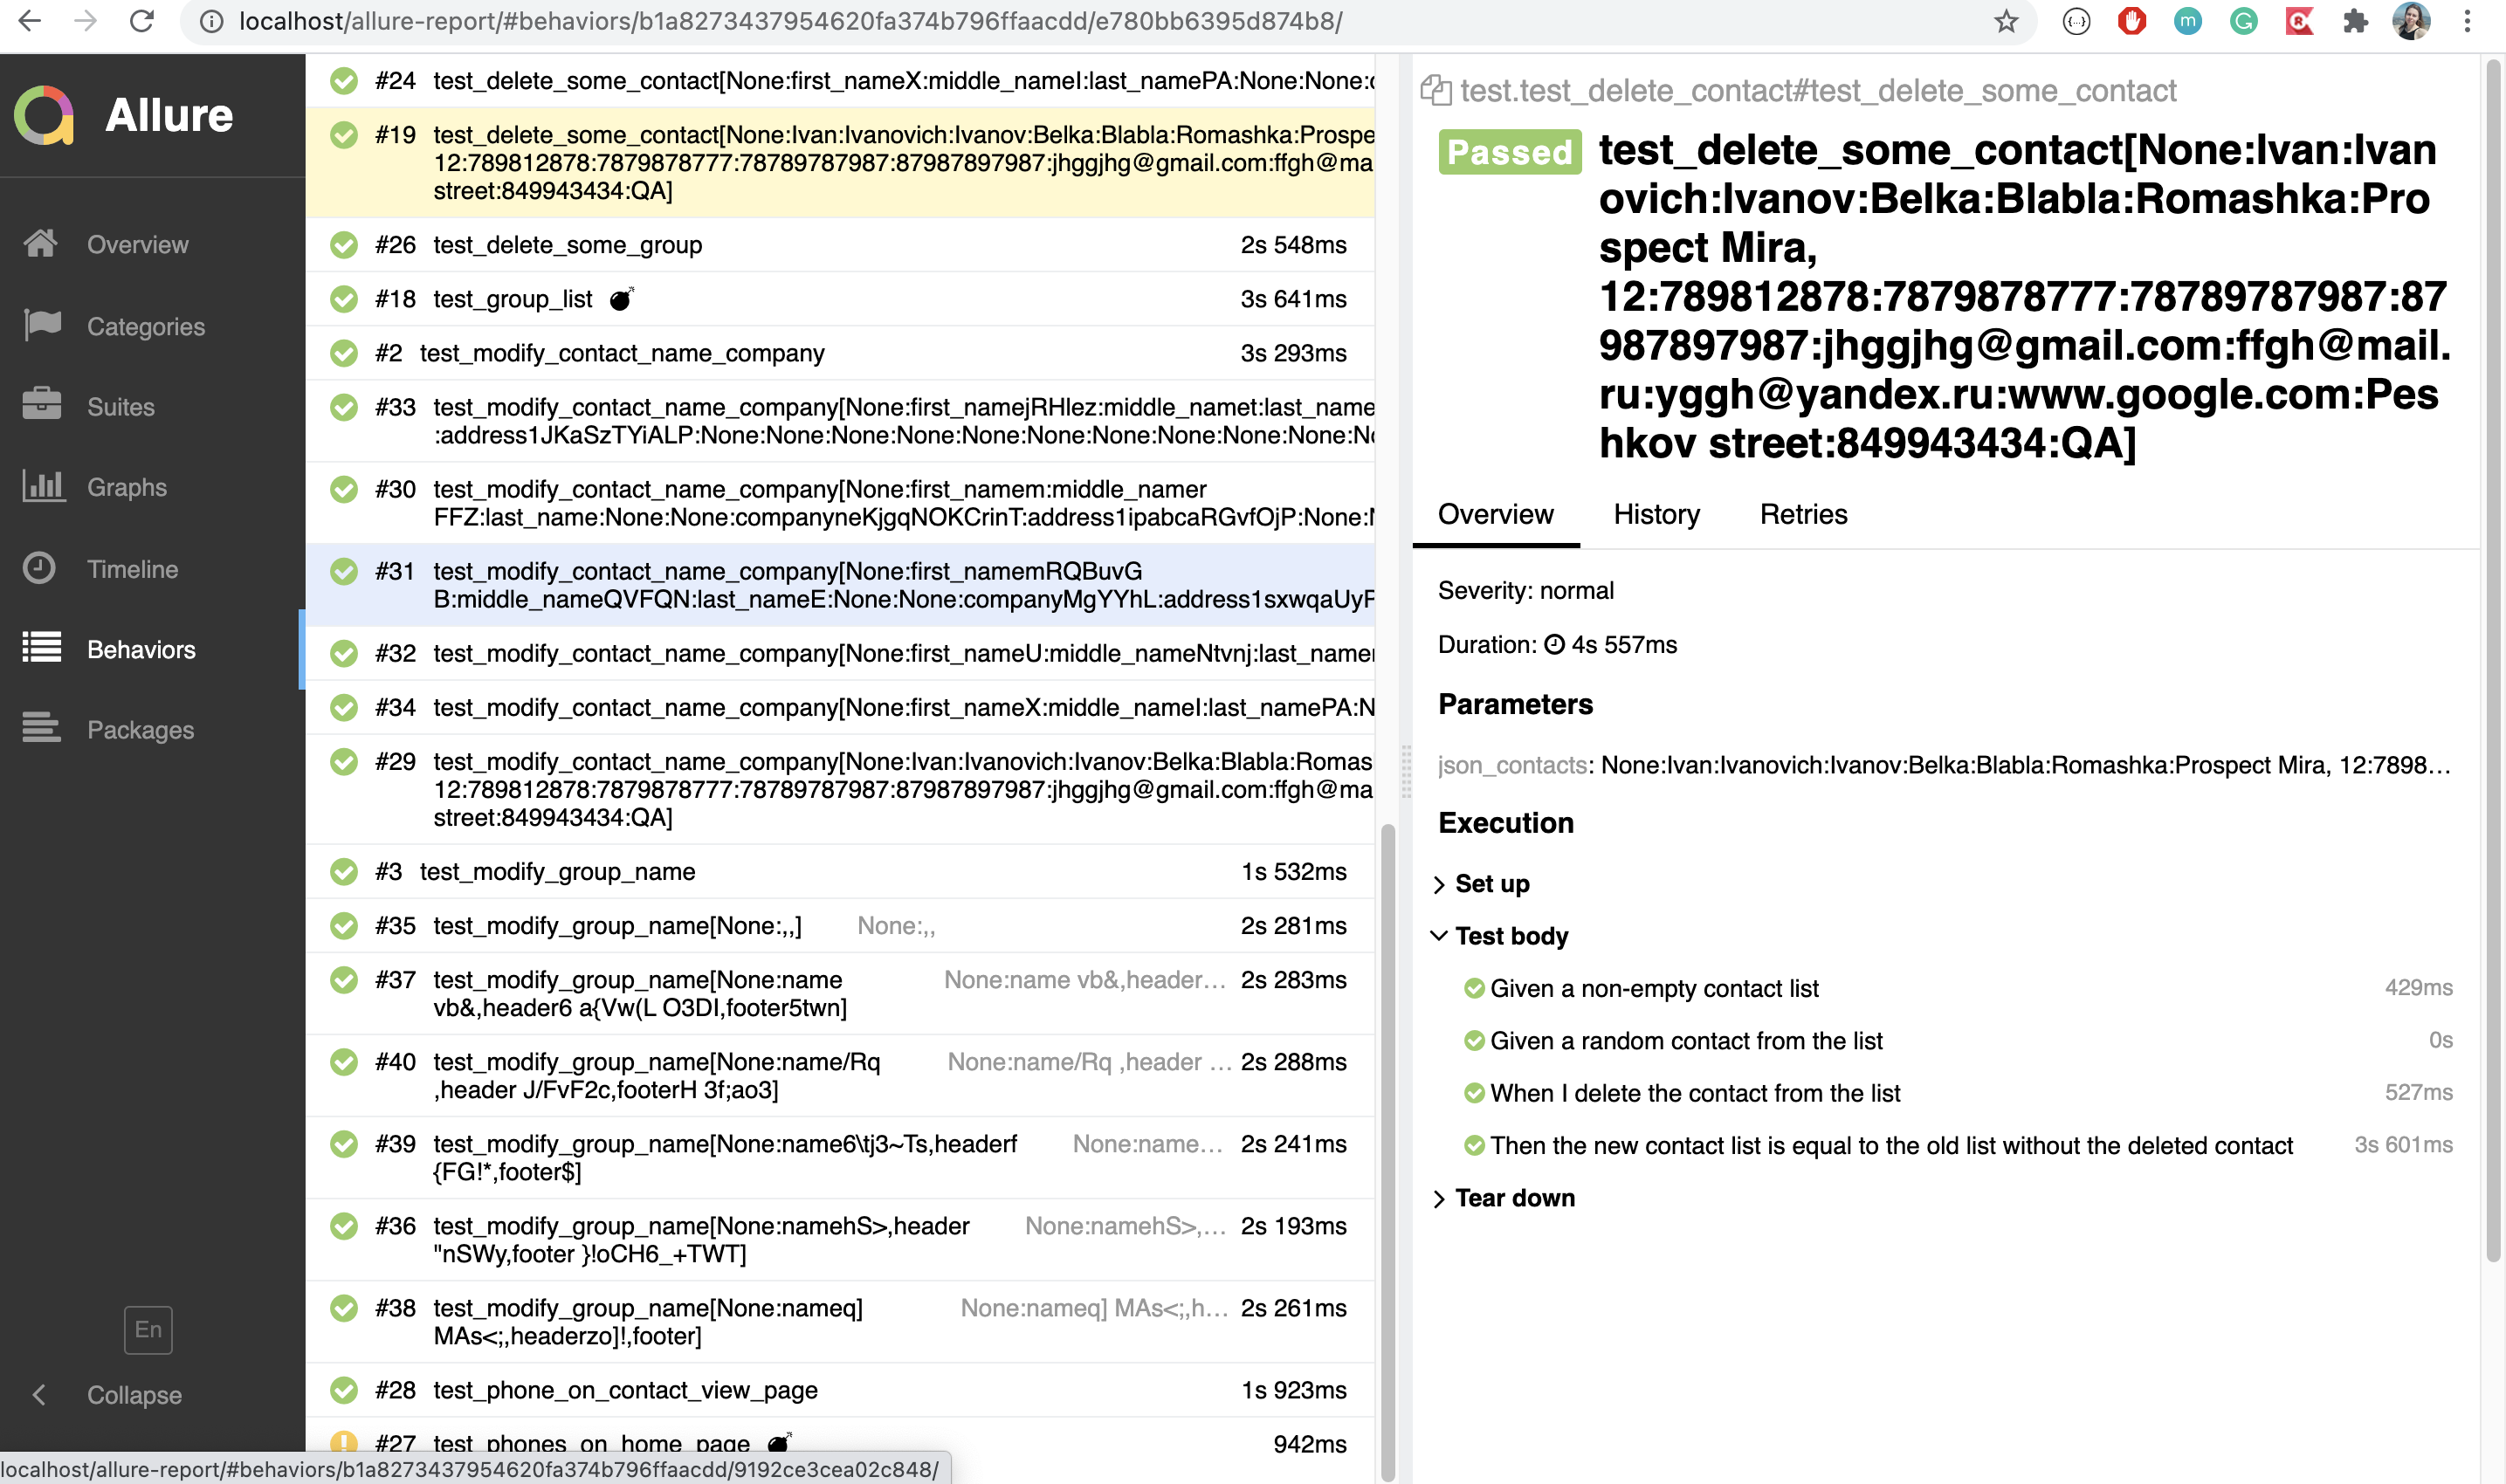 localhost/allure-report/#behaviors/b1a8273437954620fa374b796ffaacdd/e780bb6395d874b8/
Allure
Overview
Categories
Suites
Graphs
Timeline
Behaviors
Packages
En
Collapse
#24 test_delete_some_contact[None:first_nameX:middle_nameI:last_namePA:None:None:
#19 test_delete_some_contact[None:Ivan:Ivanovich:Ivanov:Belka:Blabla:Romashka:Prospe
12:789812878:7879878777:78789787987:87987897987:jhggjhg@gmail.com:ffgh@ma
street:849943434:QA]
#26 test_delete_some_group 2s 548ms
#18 test_group_list 3s 641ms
#2 test_modify_contact_name_company 3s 293ms
#33 test_modify_contact_name_company[None:first_namejRHlez:middle_namet:last_name
:address1JKaSzTYiALP:None:None:None:None:None:None:None:None:None:None:No
#30 test_modify_contact_name_company[None:first_namem:middle_namer
FFZ:last_name:None:None:companyneKjgqNOKCrinT:address1ipabcaRGvfOjP:None:N
#31 test_modify_contact_name_company[None:first_namemRQBuvG
B:middle_nameQVFQN:last_nameE:None:None:companyMgYYhL:address1sxwqaUyF
#32 test_modify_contact_name_company[None:first_nameU:middle_nameNtvnj:last_name
#34 test_modify_contact_name_company[None:first_nameX:middle_nameI:last_namePA:N
#29 test_modify_contact_name_company[None:Ivan:Ivanovich:Ivanov:Belka:Blabla:Romas
12:789812878:7879878777:78789787987:87987897987:jhggjhg@gmail.com:ffgh@ma
street:849943434:QA]
#3 test_modify_group_name 1s 532ms
#35 test_modify_group_name[None:,,] None:,, 2s 281ms
#37 test_modify_group_name[None:name None:name vb&,header… 2s 283ms
vb&,header6 a{Vw(L O3DI,footer5twn]
#40 test_modify_group_name[None:name/Rq None:name/Rq ,header … 2s 288ms
,header J/FvF2c,footerH 3f;ao3]
#39 test_modify_group_name[None:name6\tj3~Ts,headerf None:name… 2s 241ms
{FG!*,footer$]
#36 test_modify_group_name[None:namehS>,header None:namehS>,… 2s 193ms
"nSWy,footer }!oCH6_+TWT]
#38 test_modify_group_name[None:nameq] None:nameq] MAs<;,h… 2s 261ms
MAs<;,headerzo]!,footer]
#28 test_phone_on_contact_view_page 1s 923ms
#27 test_phones_on_home_page 942ms
localhost/allure-report/#behaviors/b1a8273437954620fa374b796ffaacdd/9192ce3cea02c848/
test.test_delete_contact#test_delete_some_contact
Passed test_delete_some_contact[None:Ivan:Ivan
ovich:Ivanov:Belka:Blabla:Romashka:Pro
spect Mira,
12:789812878:7879878777:78789787987:87
987897987:jhggjhg@gmail.com:ffgh@mail.
ru:yggh@yandex.ru:www.google.com:Pes
hkov street:849943434:QA]
Overview History Retries
Severity: normal
Duration: 4s 557ms
Parameters
json_contacts: None:Ivan:Ivanovich:Ivanov:Belka:Blabla:Romashka:Prospect Mira, 12:7898…
Execution
Set up
Test body
Given a non-empty contact list 429ms
Given a random contact from the list 0s
When I delete the contact from the list 527ms
Then the new contact list is equal to the old list without the deleted contact 3s 601ms
Tear down